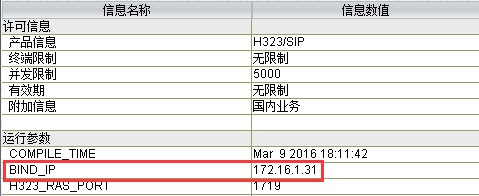 信息名称 信息数值
许可信息
产品信息 H323/SIP
终端限制 无限制
并发限制 5000
有效期 无限制
附加信息 国内业务
运行参数
COMPILE_TIME Mar 9 2016 18:11:42
BIND_IP 172.16.1.31
H323_RAS_PORT 1719